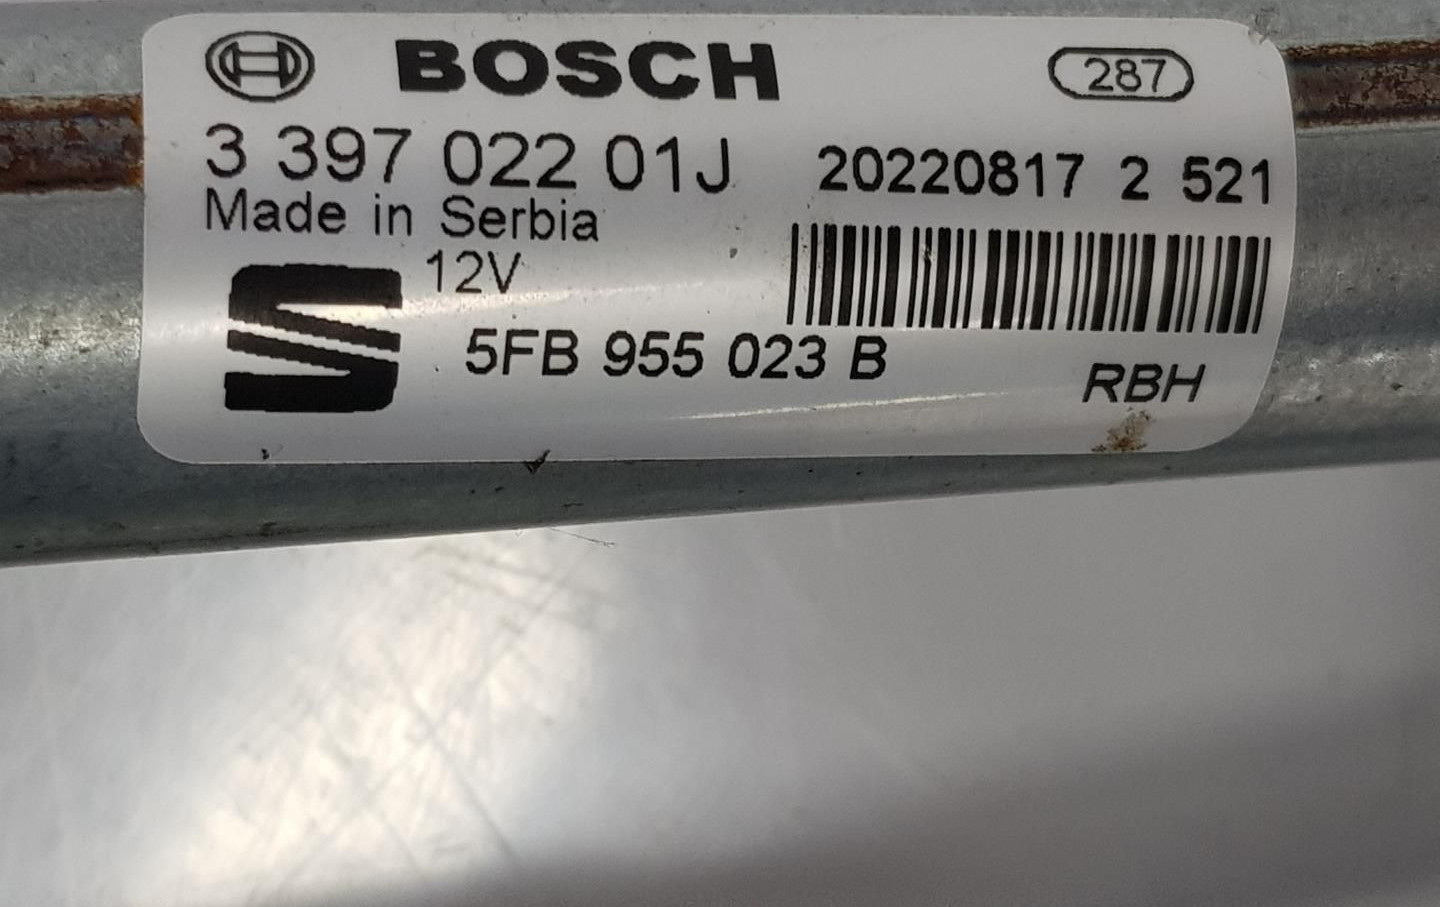 BOSCH 287
3 397 022 01J 20220817 2 521
Made in Serbia
12V
5FB 955 023 B
RBH